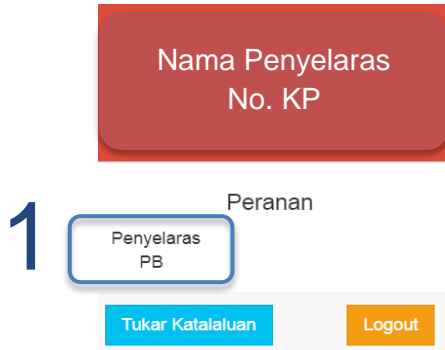 Nama Penyelaras
No. KP
Peranan
1
Penyelaras
PB
Tukar Katalaluan
Logout